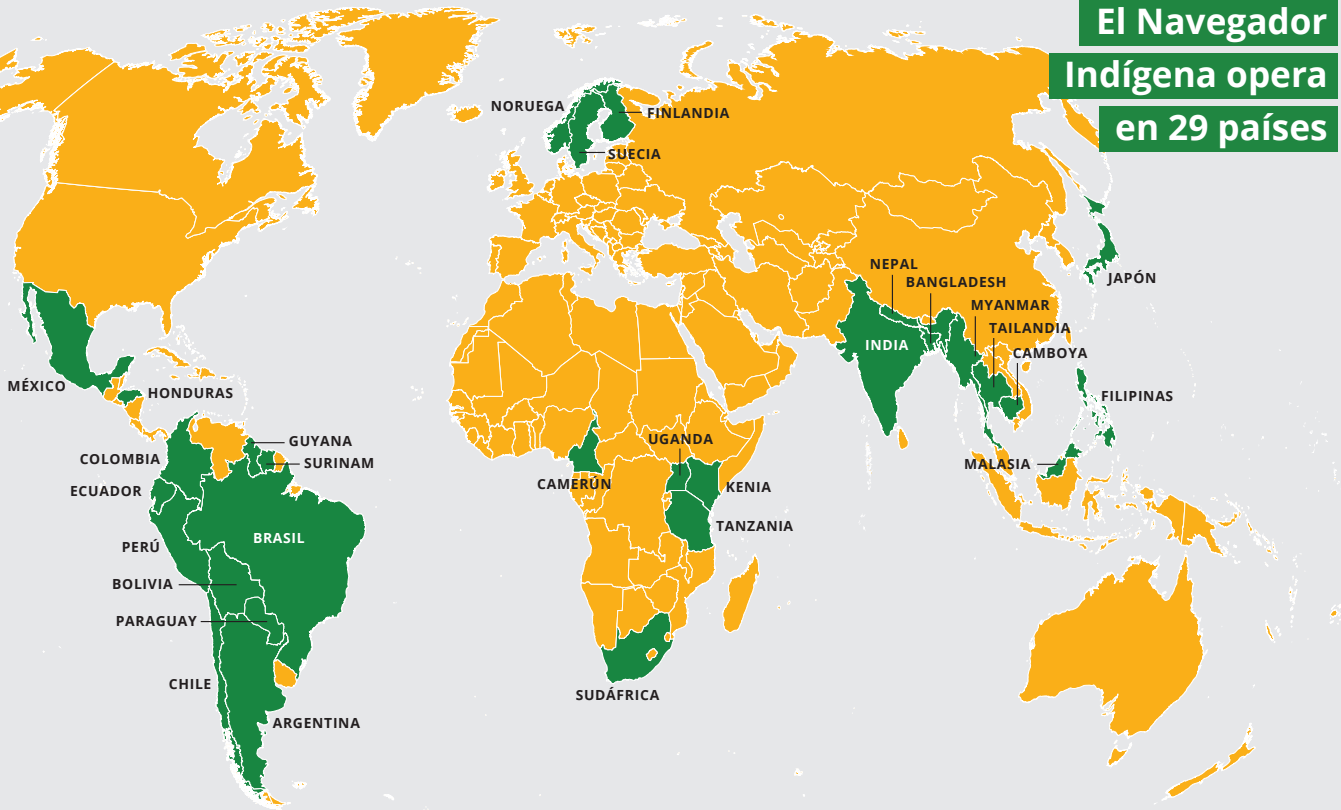 El Navegador
Indígena opera
en 29 países
NORUEGA
FINLANDIA
SUECIA
NEPAL
BANGLADESH
JAPÓN
MYANMAR
TAILANDIA
INDIA
CAMBOYA
MÉXICO
HONDURAS
FILIPINAS
GUYANA
UGANDA
COLOMBIA
SURINAM
MALASIA
ECUADOR
CAMERÚN
KENIA
TANZANIA
BRASIL
PERÚ
BOLIVIA
PARAGUAY
CHILE
SUDÁFRICA
ARGENTINA